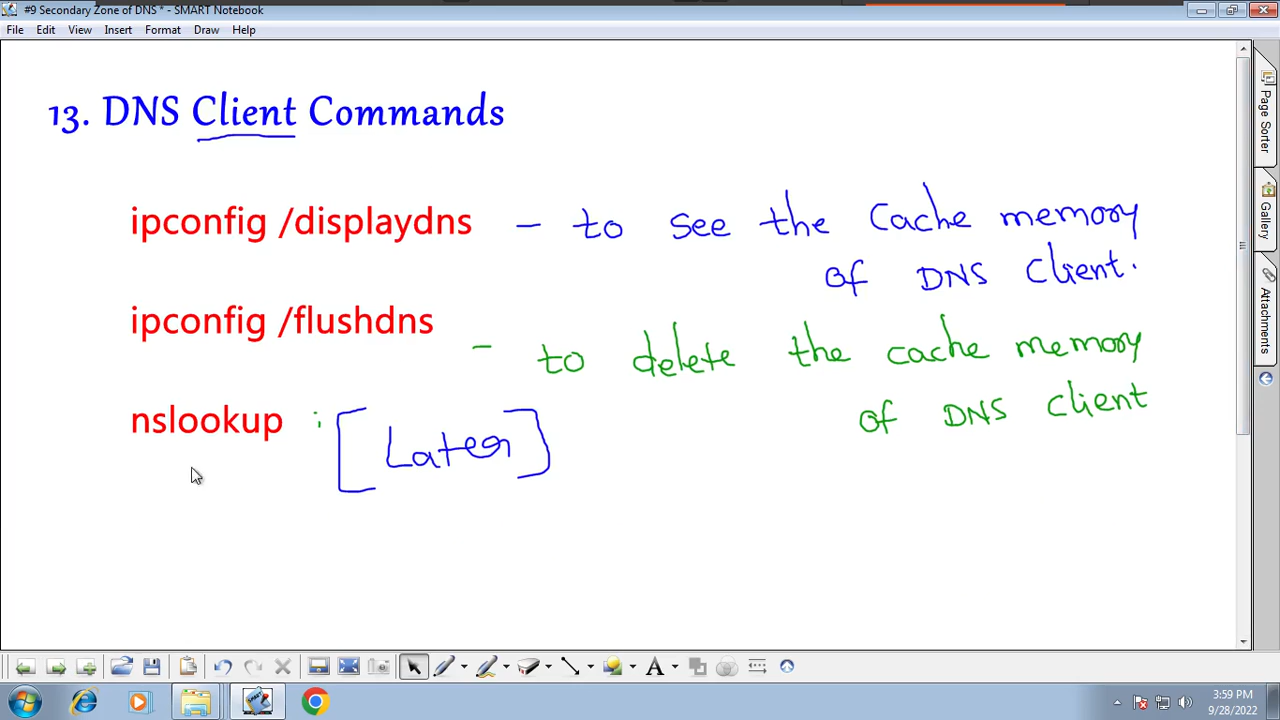 #9 Secondary Zone of DNS * - SMART Notebook
File Edit View Insert Format Draw Help
13. DNS Client Commands
ipconfig /displaydns - to see the Cache memory
of DNS Client.
ipconfig /flushdns
- to delete the cache memory
of DNS Client
nslookup : [Later]
Page Sorter
Gallery
Attachments
3:59 PM
9/28/2022